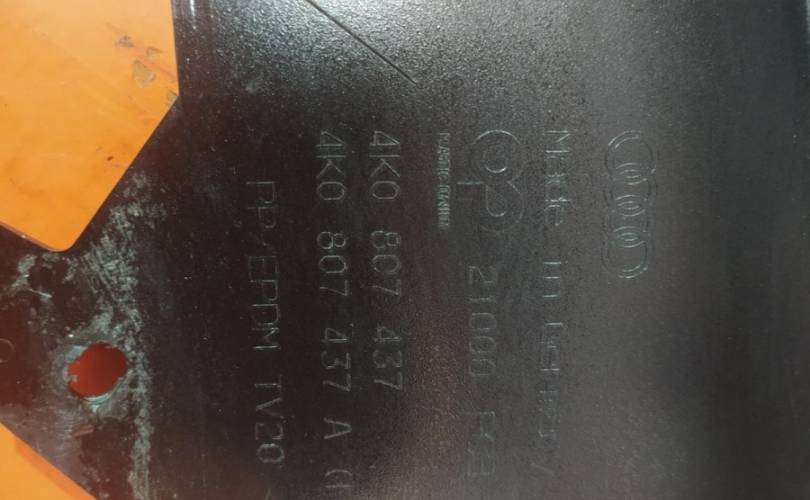 Made in Germany
21000
4K0 807 437
4K0 807 437 A
PP/EPDM TV20